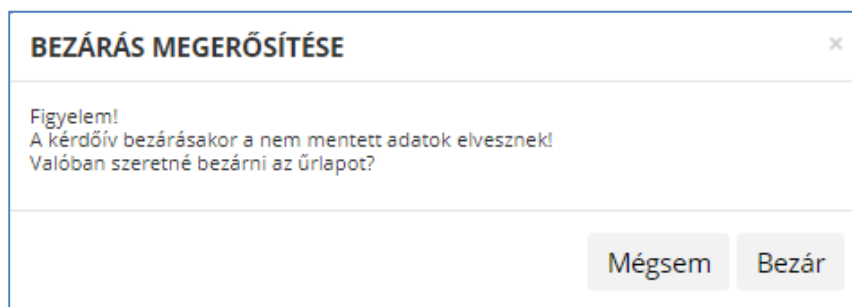 BEZÁRÁS MEGERŐSÍTÉSE
×
Figyelem!
A kérdőív bezárásakor a nem mentett adatok elvesznek!
Valóban szeretné bezárni az űrlapot?
Mégsem Bezár